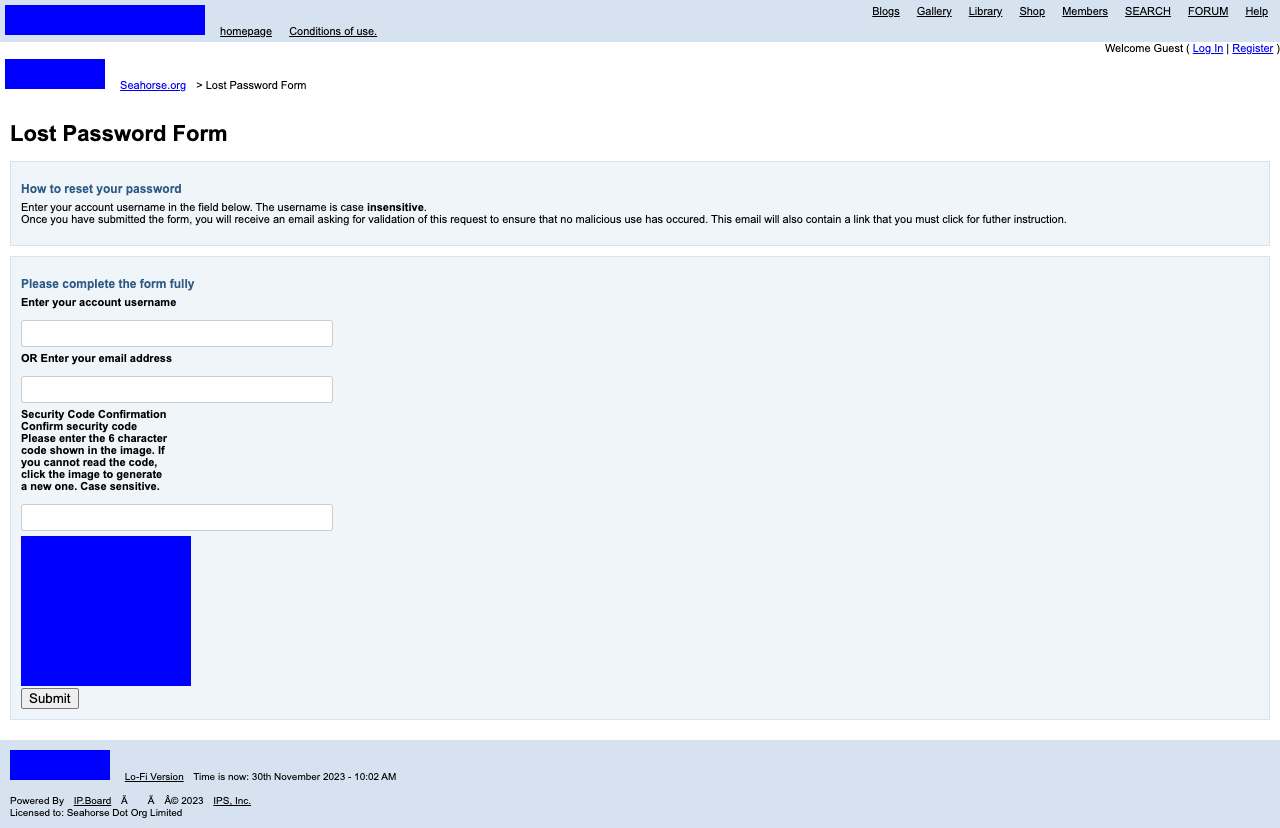 homepage Conditions of use.
Blogs Gallery Library Shop Members SEARCH FORUM Help
Welcome Guest ( Log In | Register )
Seahorse.org > Lost Password Form
Lost Password Form
How to reset your password
Enter your account username in the field below. The username is case insensitive.
Once you have submitted the form, you will receive an email asking for validation of this request to ensure that no malicious use has occured. This email will also contain a link that you must click for futher instruction.
Please complete the form fully
Enter your account username
OR Enter your email address
Security Code Confirmation
Confirm security code
Please enter the 6 character
code shown in the image. If
you cannot read the code,
click the image to generate
a new one. Case sensitive.
Submit
Lo-Fi Version Time is now: 30th November 2023 - 10:02 AM
Powered By IP.Board Ã Ã Â© 2023 IPS, Inc.
Licensed to: Seahorse Dot Org Limited